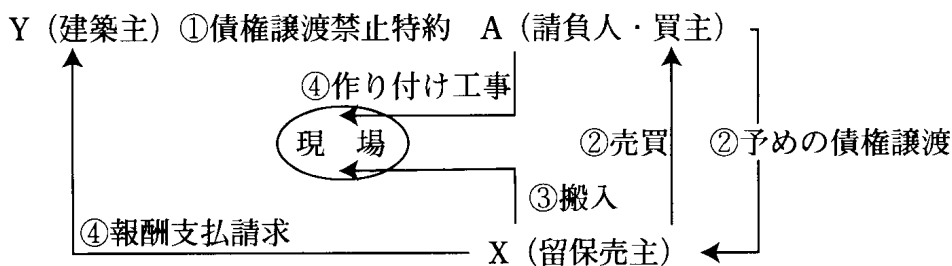 Y（建築主）①債権譲渡禁止特約 A（請負人・買主）
④作り付け工事
現 場
②売買
②予めの債権譲渡
③搬入
④報酬支払請求
X（留保売主）